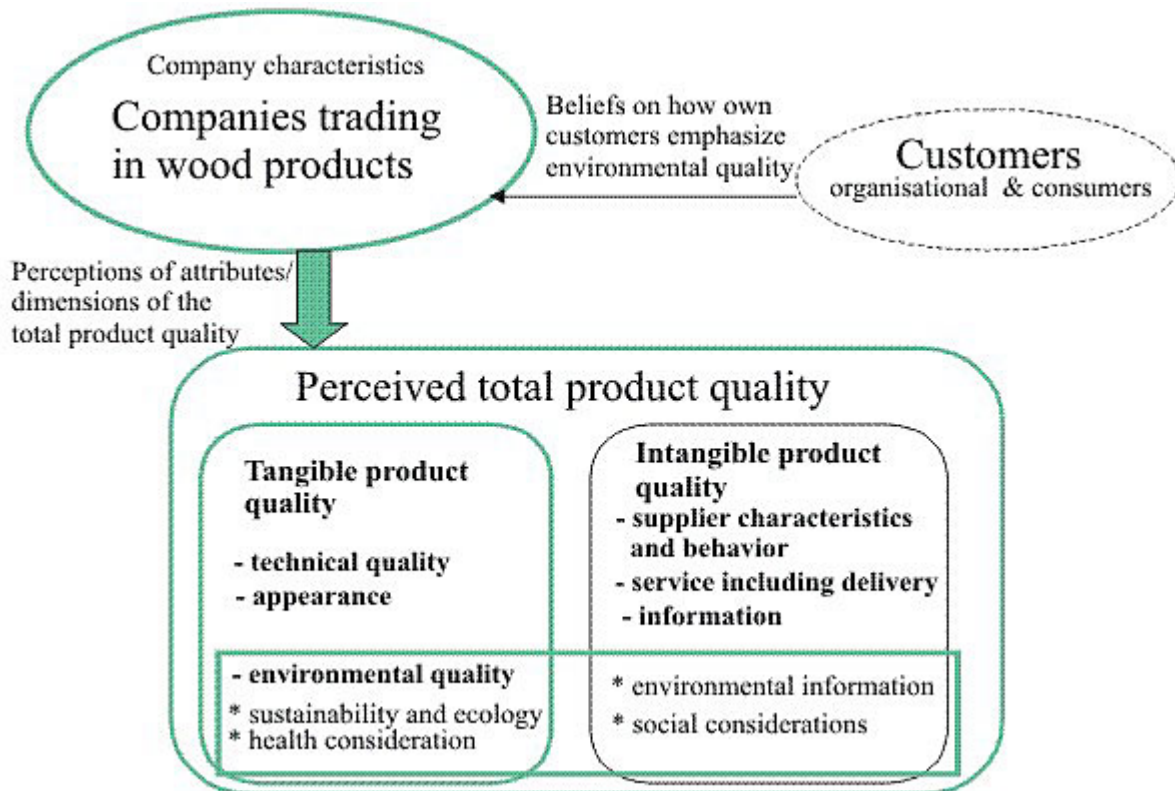 Company characteristics
Companies trading
in wood products
Beliefs on how own
customers emphasize
environmental quality
Customers
organisational & consumers
Perceptions of attributes/
dimensions of the
total product quality
Perceived total product quality
Tangible product
quality
- technical quality
- appearance
- environmental quality
* sustainability and ecology
* health consideration
Intangible product
quality
- supplier characteristics
and behavior
- service including delivery
- information
* environmental information
* social considerations